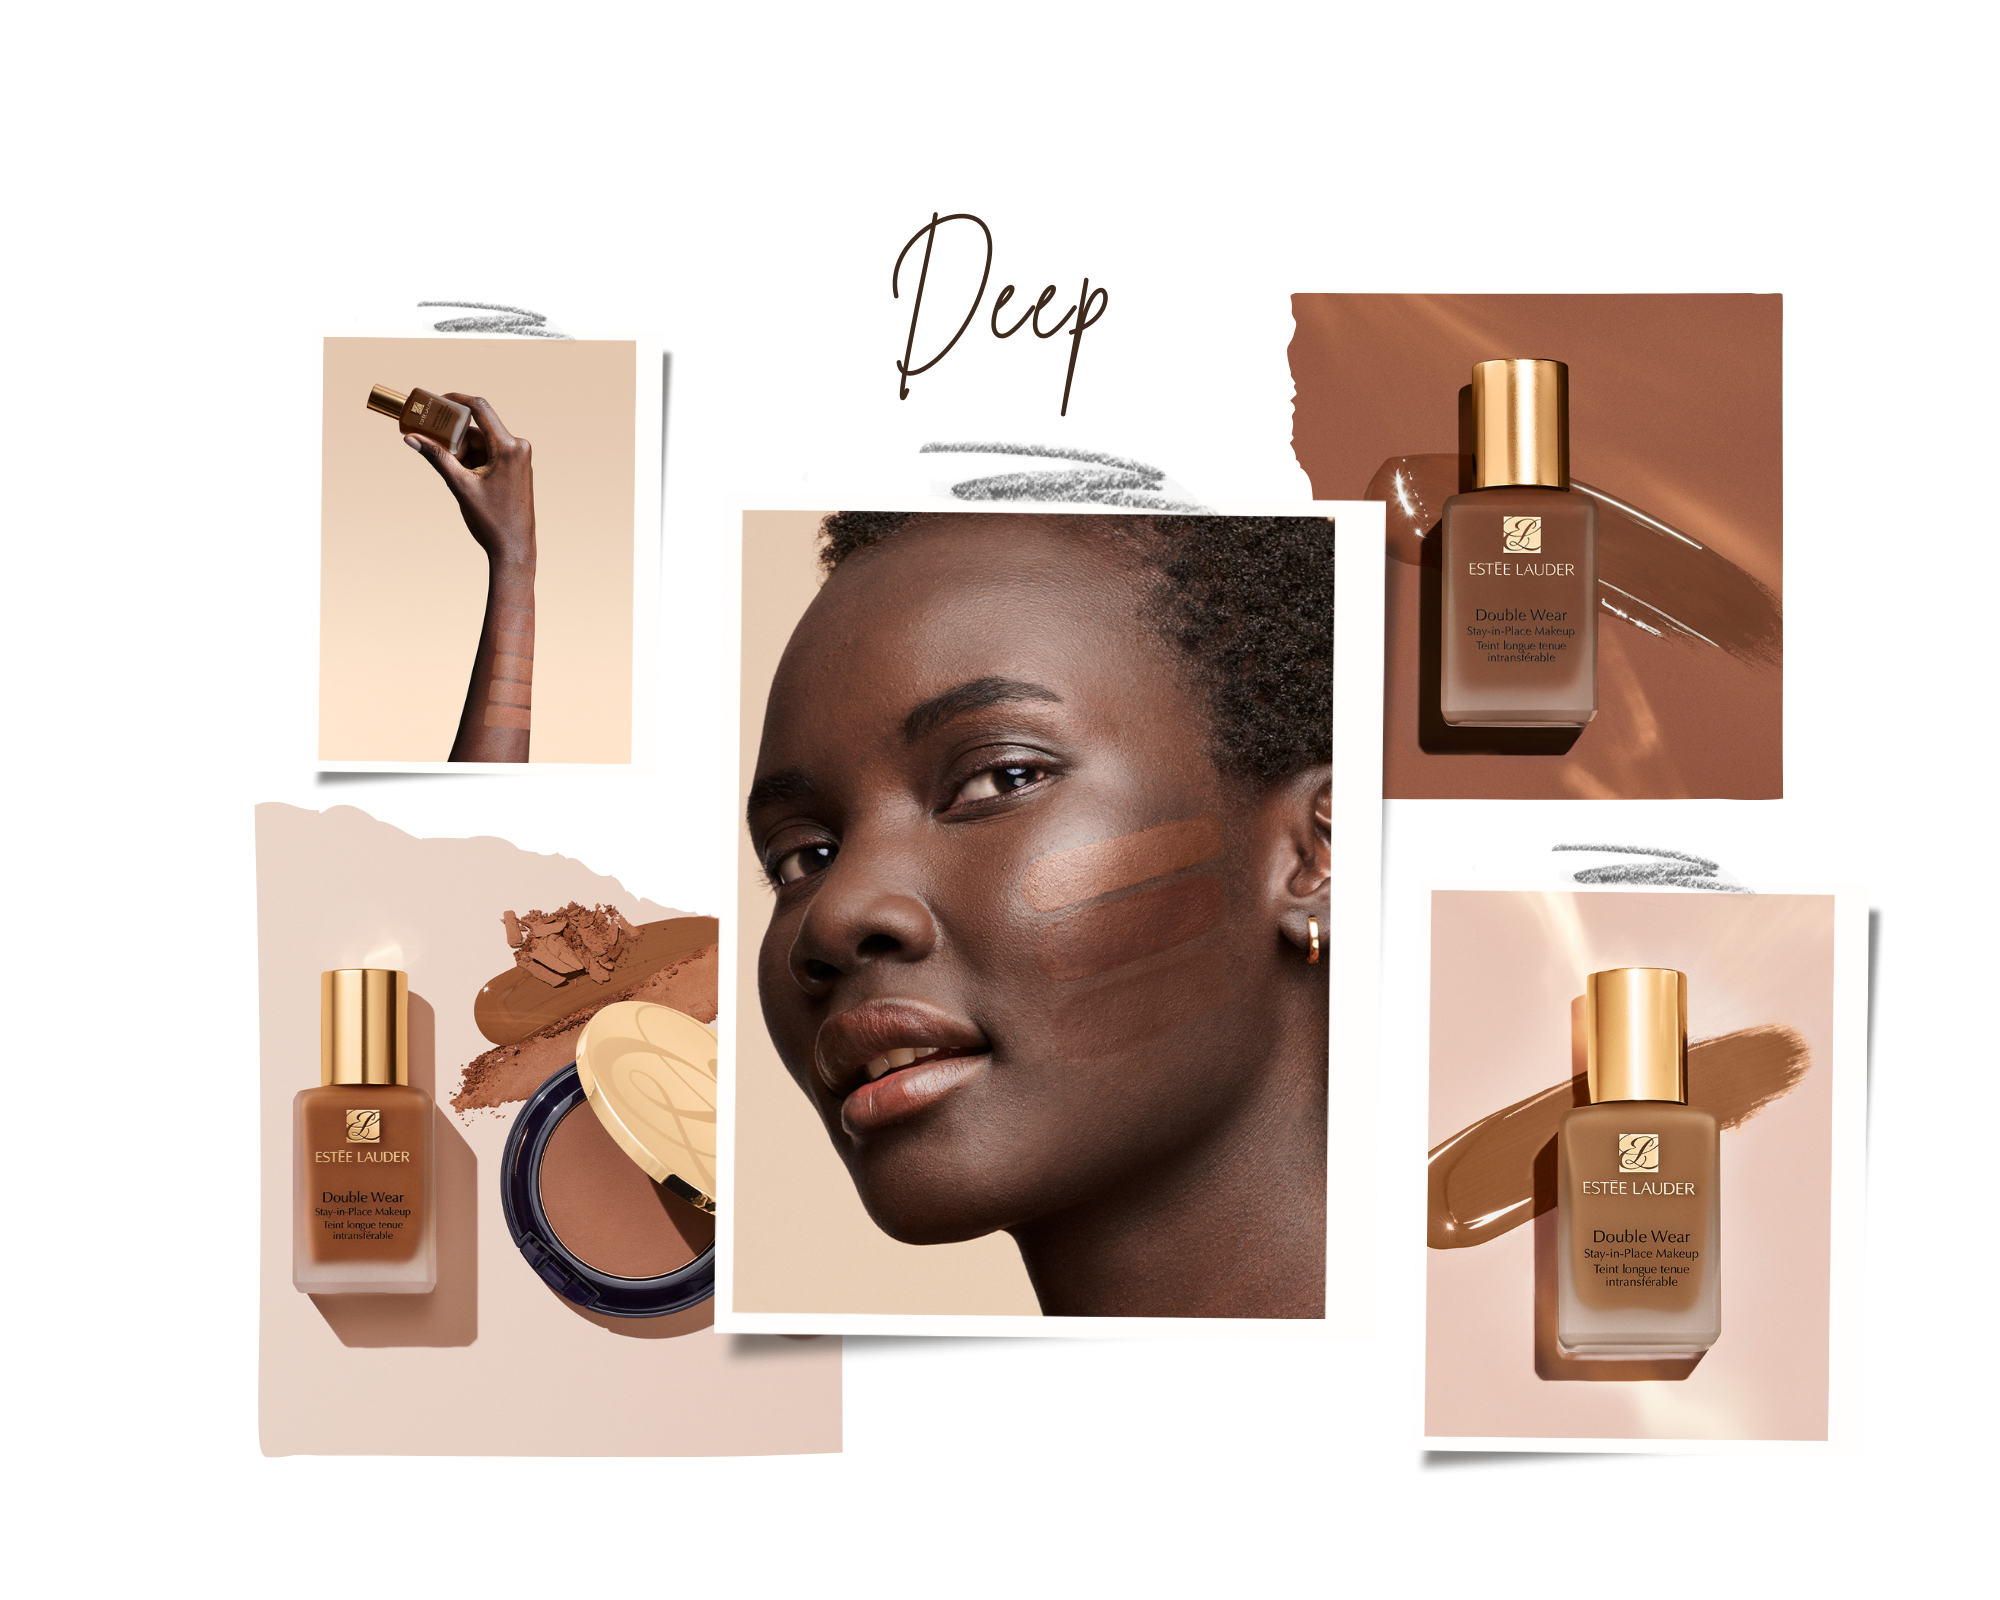 Deep
ESTĒE LAUDER
Double Wear
Stay-in-Place Makeup
Teint longue tenue
intransférable
ESTĒE LAUDER
Double Wear
Stay-in-Place Makeup
Teint longue tenue
intransférable
ESTĒE LAUDER
Double Wear
Stay-in-Place Makeup
Teint longue tenue
intransférable